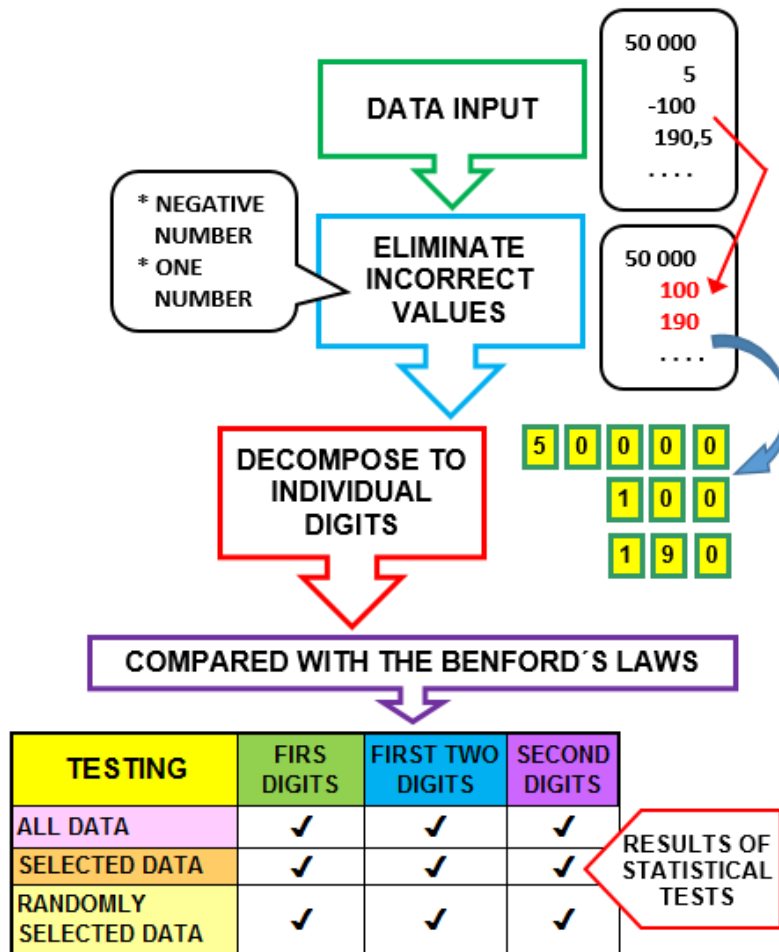 DATA INPUT
50 000
5
-100
190,5
....
* NEGATIVE
NUMBER
* ONE
NUMBER
ELIMINATE
INCORRECT
VALUES
50 000
100
190
....
DECOMPOSE TO
INDIVIDUAL
DIGITS
5 0 0 0 0
1 0 0
1 9 0
COMPARED WITH THE BENFORD´S LAWS
TESTING
FIRS
DIGITS
FIRST TWO
DIGITS
SECOND
DIGITS
ALL DATA ✓ ✓ ✓
SELECTED DATA ✓ ✓ ✓
RANDOMLY
SELECTED DATA ✓ ✓ ✓
RESULTS OF
STATISTICAL
TESTS